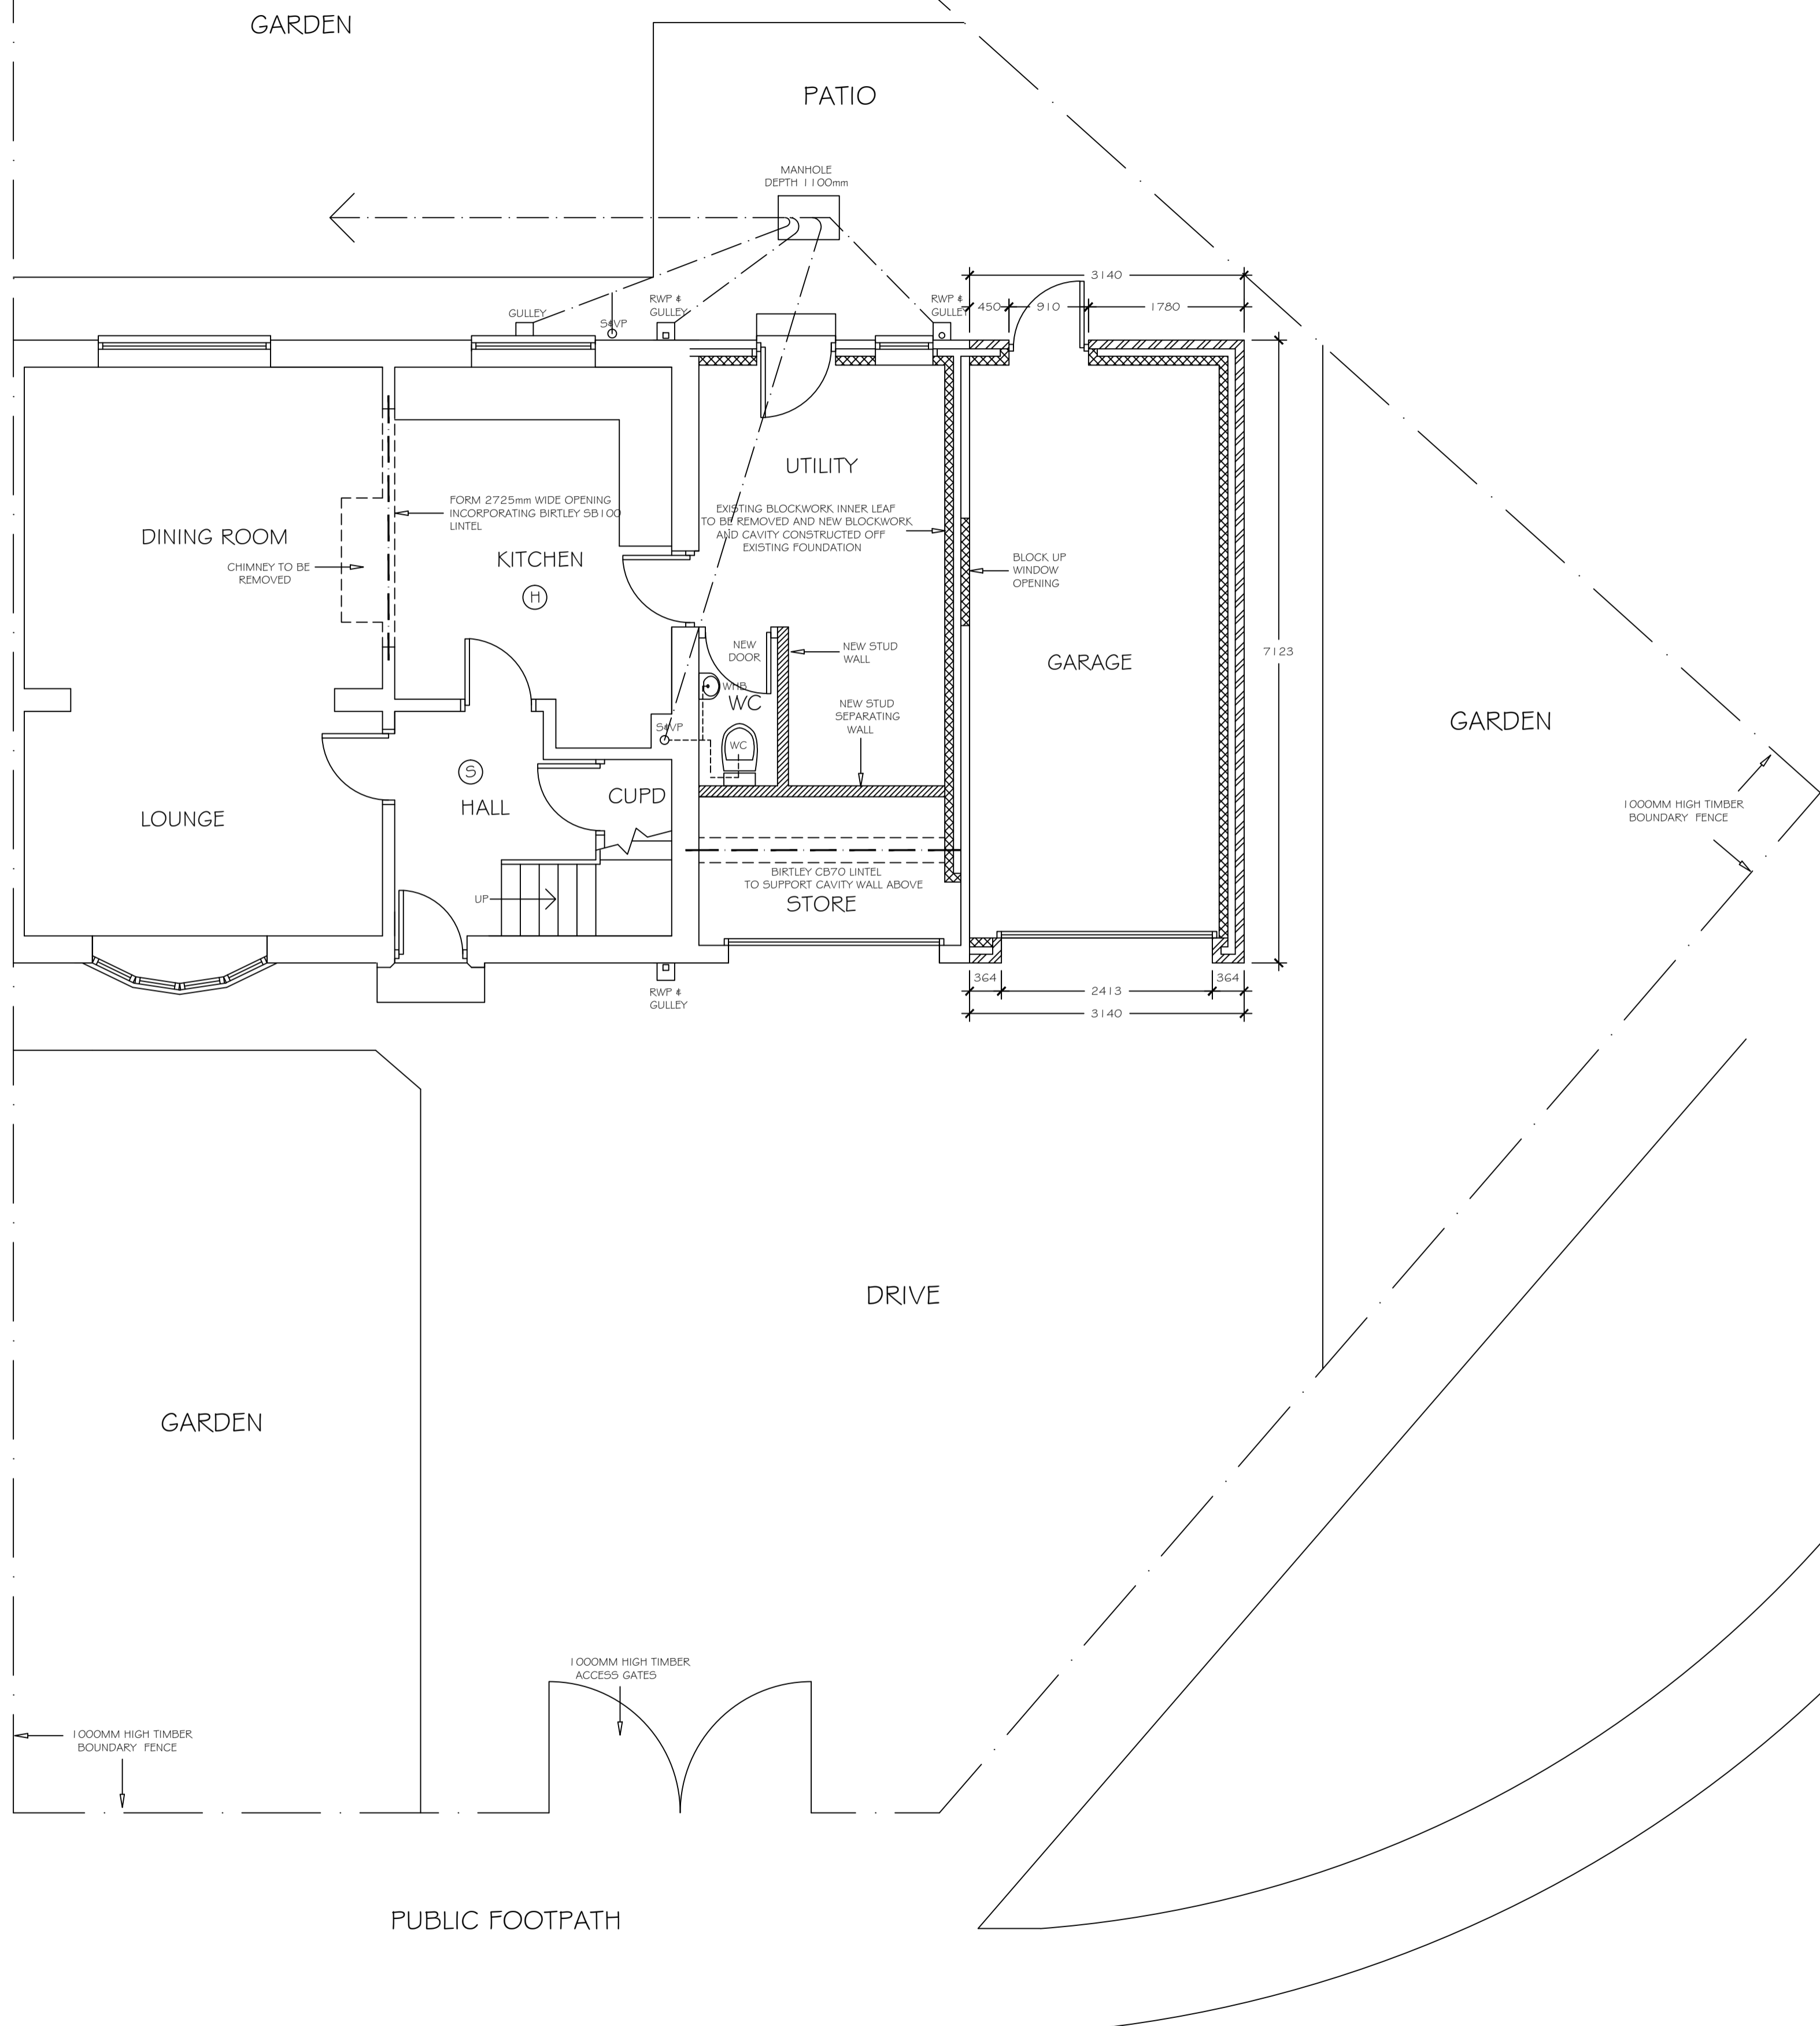 GARDEN
PATIO
MANHOLE
DEPTH 1100mm
3140
GULLEY
S&VP
RWP &
GULLEY
RWP &
GULLEY
450
910
1780
UTILITY
FORM 2725mm WIDE OPENING
INCORPORATING BIRTLEY SB100
LINTEL
EXISTING BLOCKWORK INNER LEAF
TO BE REMOVED AND NEW BLOCKWORK
AND CAVITY CONSTRUCTED OFF
EXISTING FOUNDATION
DINING ROOM
CHIMNEY TO BE
REMOVED
KITCHEN
H
BLOCK UP
WINDOW
OPENING
NEW
DOOR
NEW STUD
WALL
GARAGE
7123
WHB
WC
NEW STUD
SEPARATING
WALL
S&VP
WC
GARDEN
S
HALL
CUPD
LOUNGE
1000MM HIGH TIMBER
BOUNDARY FENCE
BIRTLEY CB70 LINTEL
TO SUPPORT CAVITY WALL ABOVE
STORE
UP
RWP &
GULLEY
364
2413
364
3140
DRIVE
GARDEN
1000MM HIGH TIMBER
ACCESS GATES
1000MM HIGH TIMBER
BOUNDARY FENCE
PUBLIC FOOTPATH